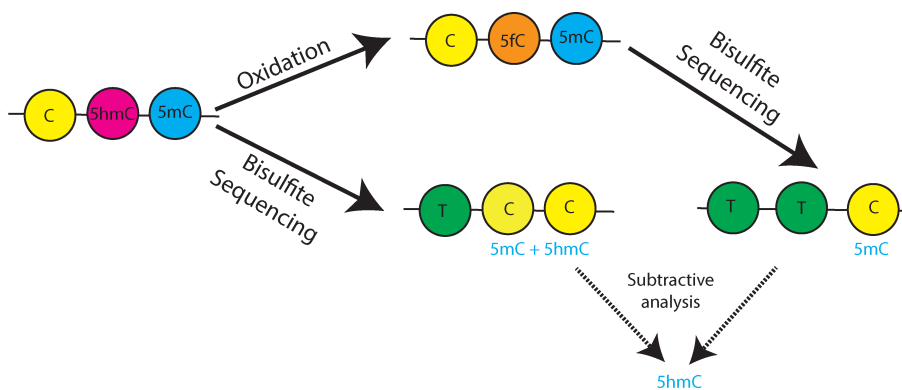 C 5fC 5mC
Oxidation
Bisulfite
Sequencing
C 5hmC 5mC
Bisulfite
Sequencing
T C C
5mC + 5hmC
T T C
5mC
Subtractive
analysis
5hmC